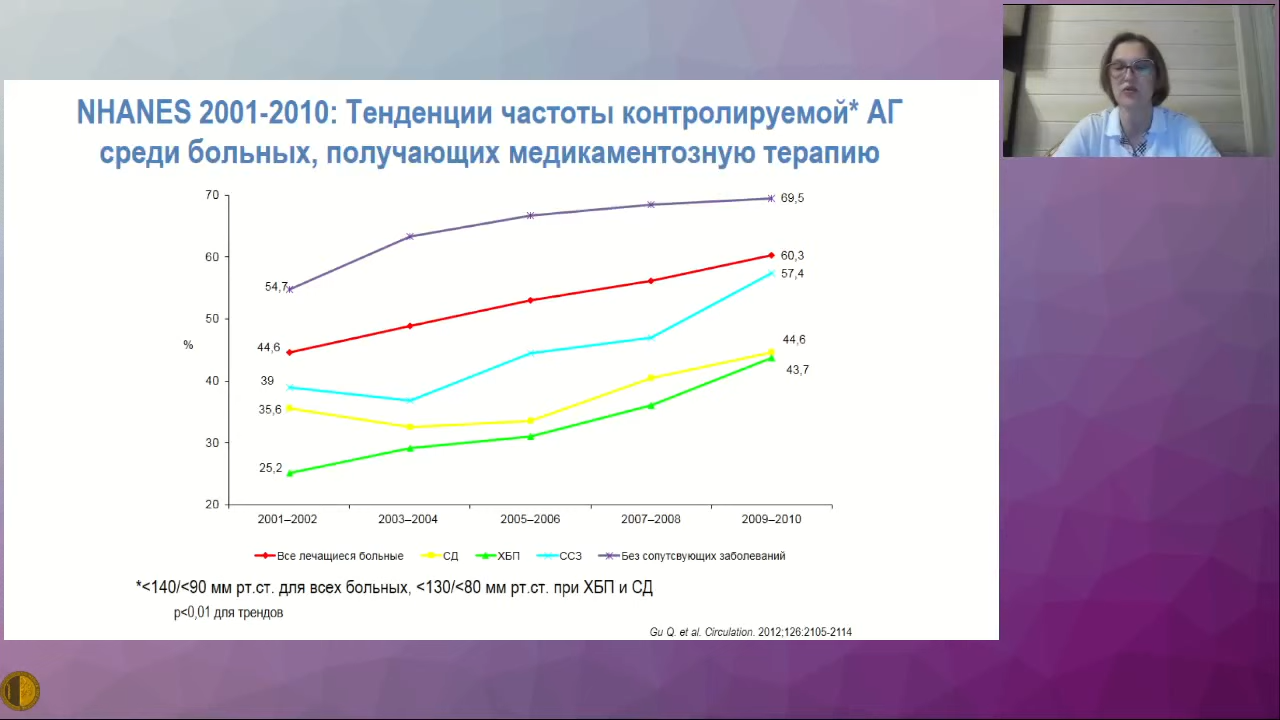 NHANES 2001-2010: Тенденции частоты контролируемой* АГ
среди больных, получающих медикаментозную терапию
70
60
50
40
30
20
%
54,7
44,6
39
35,6
25,2
69,5
60,3
57,4
44,6
43,7
2001–2002 2003–2004 2005–2006 2007–2008 2009–2010
Все лечащиеся больные СД ХБП ССЗ Без сопутсвующих заболеваний
*<140/<90 мм рт.ст. для всех больных, <130/<80 мм рт.ст. при ХБП и СД
p<0,01 для трендов
Gu Q. et al. Circulation. 2012;126:2105-2114